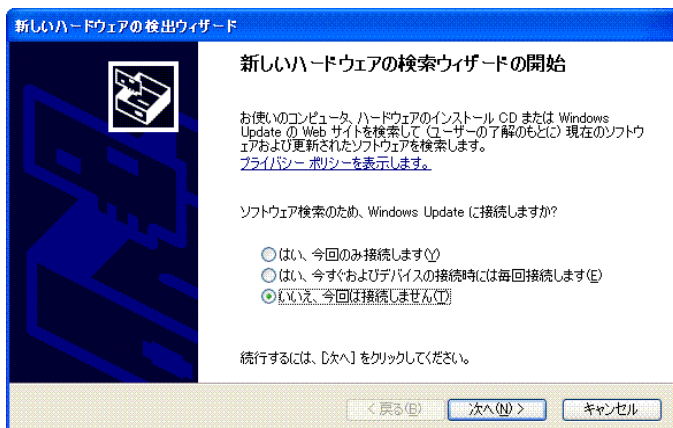 新しいハードウェアの検出ウィザード
新しいハードウェアの検索ウィザードの開始
お使いのコンピュータ、ハードウェアのインストール CD または Windows
Update の Web サイトを検索して (ユーザーの了解のもとに) 現在のソフトウ
ェアおよび更新されたソフトウェアを検索します。
プライバシー ポリシーを表示します。
ソフトウェア検索のため、Windows Update に接続しますか?
はい、今回のみ接続します(Y)
はい、今すぐおよびデバイスの接続時には毎回接続します(E)
いいえ、今回は接続しません(T)
続行するには、[次へ] をクリックしてください。
< 戻る(B) 次へ(N) > キャンセル